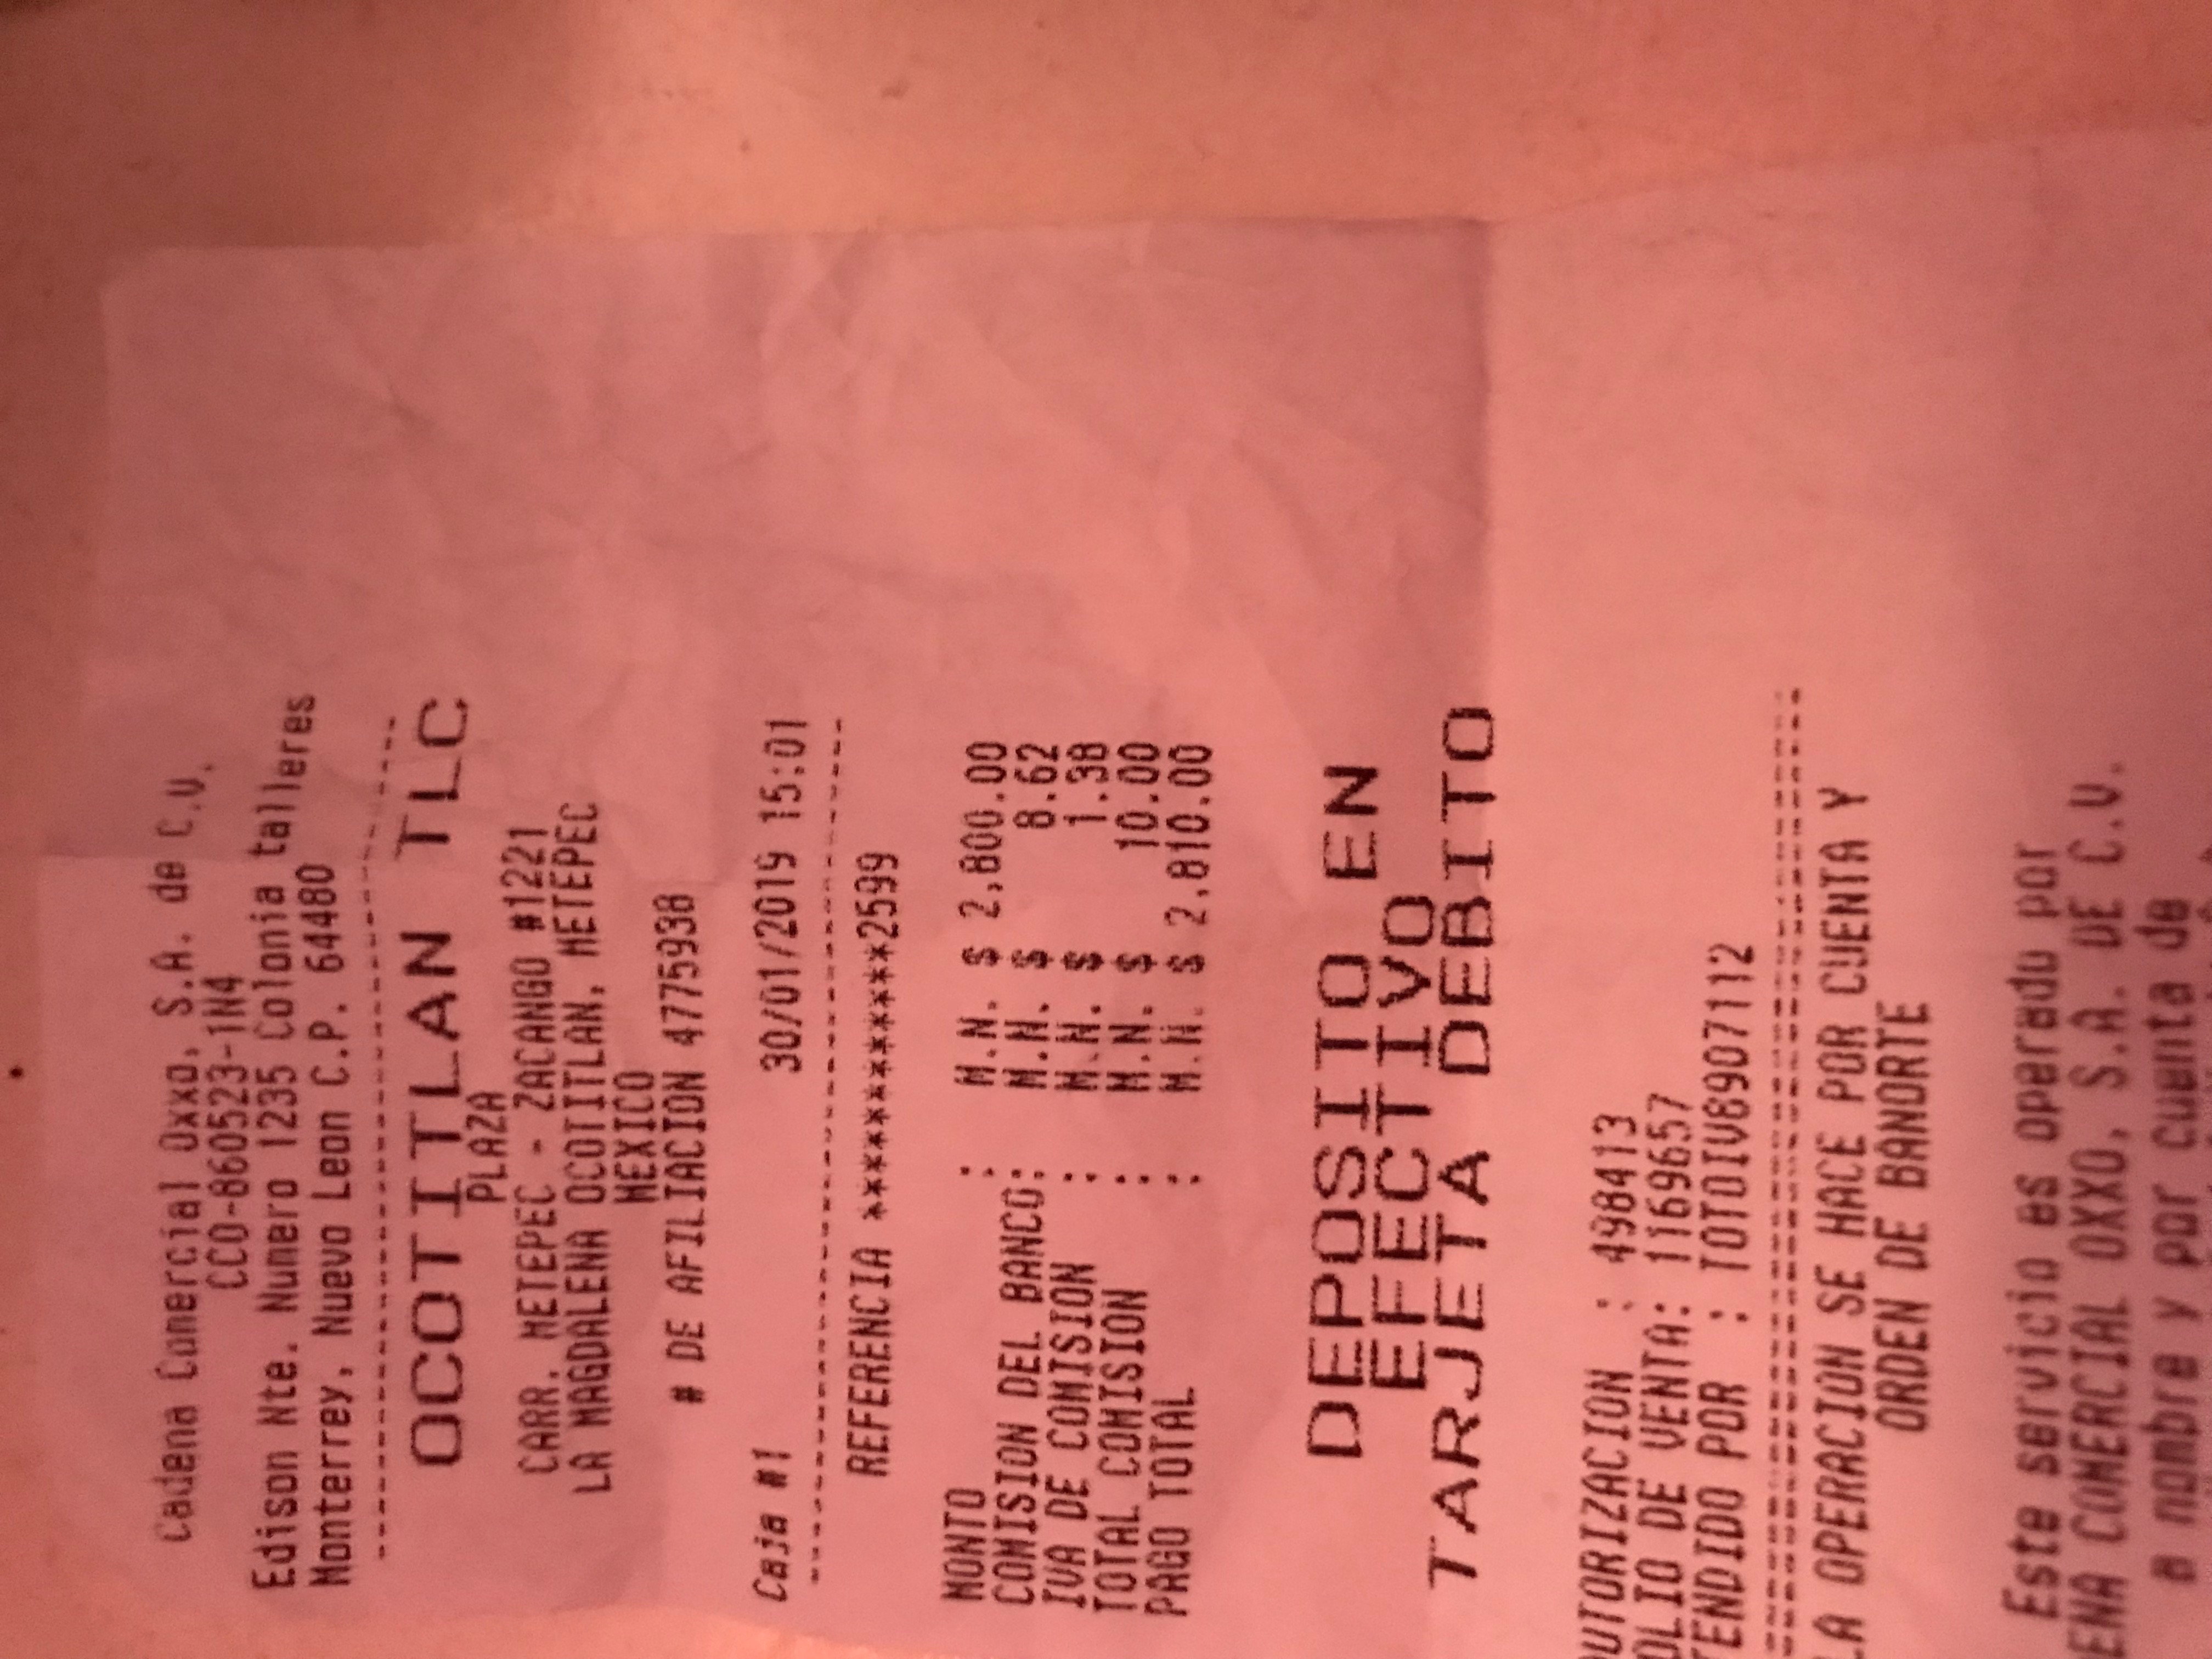 Cadena Comercial Oxxo, S.A. de C.V.
CCO-860523-1N4
Edison Nte. Numero 1235 Colonia talleres
Monterrey, Nuevo Leon C.P. 64480
----------------------------------------
OCOTITLAN TLC
PLAZA
CARR. METEPEC - ZACANGO #1221
LA MAGDALENA OCOTITLAN, METEPEC
MEXICO
# DE AFILIACION 4775938
Caja #1 30/01/2019 15:01
----------------------------------------
REFERENCIA ************2599
MONTO : M.N. $ 2,800.00
COMISION DEL BANCO: M.N. $ 8.62
IVA DE COMISION : M.N. $ 1.38
TOTAL COMISION : M.N. $ 10.00
PAGO TOTAL : M.N. $ 2,810.00
DEPOSITO EN
EFECTIVO
TARJETA DEBITO
UTORIZACION : 498413
OLIO DE VENTA: 1169657
TENDIDO POR : TOTOIV8907112
========================================
LA OPERACION SE HACE POR CUENTA Y
ORDEN DE BANORTE
Este servicio es operado por
ENA COMERCIAL OXXO, S.A. DE C.V.
a nombre y por cuenta de